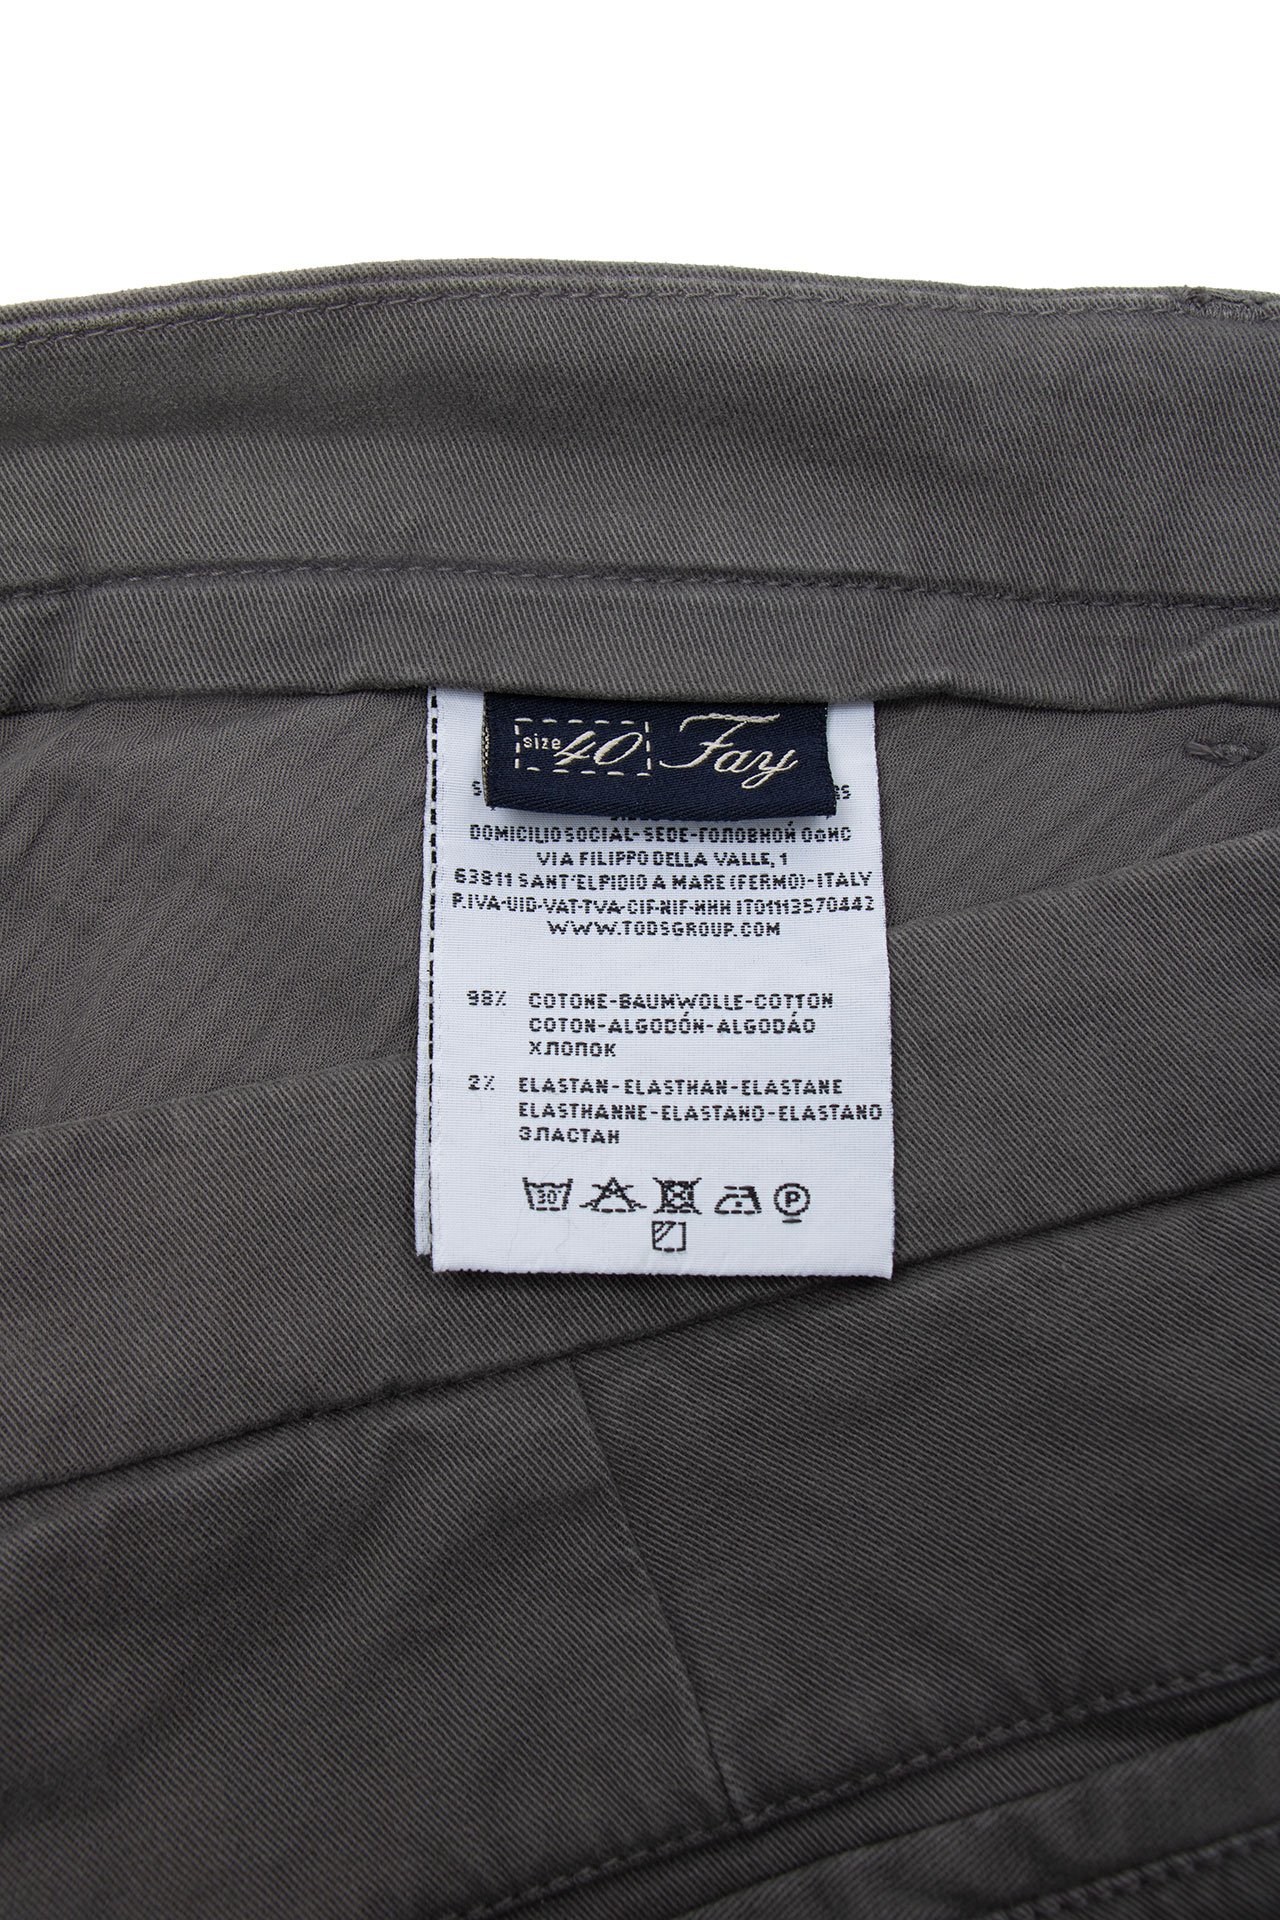 size 40 Fay
DOMICILIO SOCIAL-SEDE-ГОЛОВНОЙ ОФИС
VIA FILIPPO DELLA VALLE, 1
63811 SANT'ELPIDIO A MARE (FERMO)-ITALY
P.IVA-UID-VAT-TVA-CIF-NIF-ИНН IT01113570442
WWW.TODSGROUP.COM
98% COTONE-BAUMWOLLE-COTTON
COTON-ALGODÓN-ALGODÃO
ХЛОПОК
2% ELASTAN-ELASTHAN-ELASTANE
ELASTHANNE-ELASTANO-ELASTANO
ЭЛАСТАН
30°
P